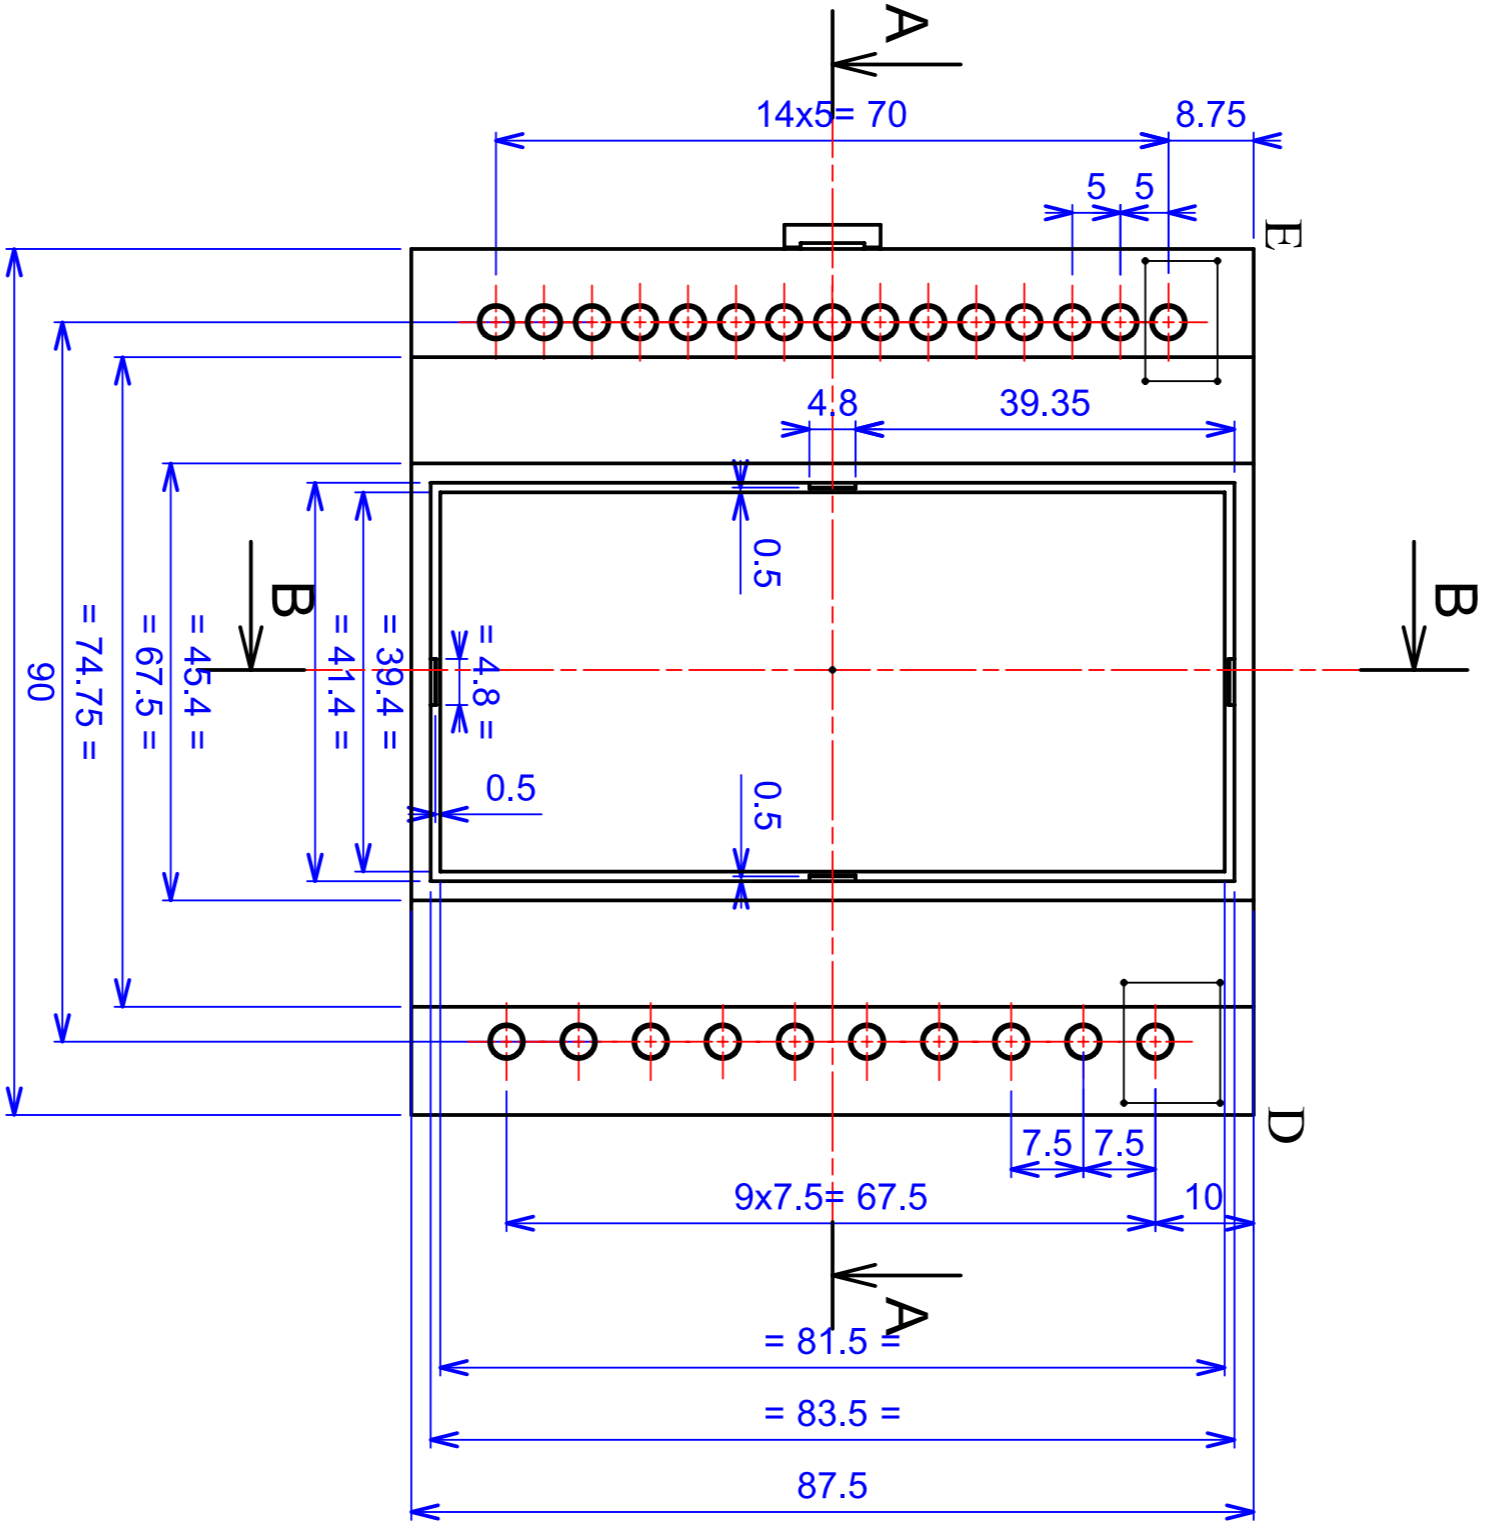 A
14x5= 70
8.75
5
5
E
4.8
39.35
0.5
B
B
= 4.8 =
= 39.4 =
= 41.4 =
= 45.4 =
= 67.5 =
= 74.75 =
90
0.5
0.5
D
7.5
7.5
9x7.5= 67.5
10
A
= 81.5 =
= 83.5 =
87.5